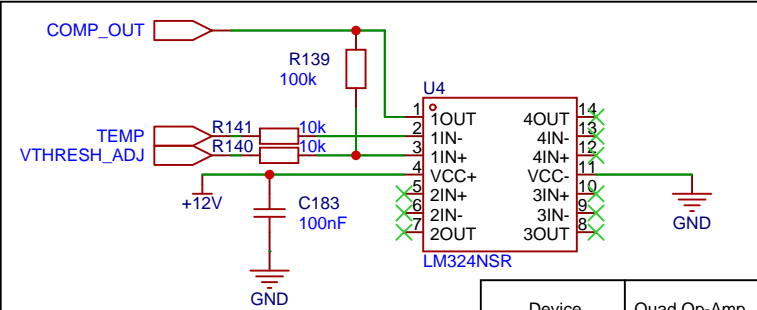 COMP_OUT
R139
100k
U4
1 1OUT 4OUT 14
TEMP R141 10k 2 1IN- 4IN- 13
VTHRESH_ADJ R140 10k 3 1IN+ 4IN+ 12
4 VCC+ VCC- 11
+12V C183 5 2IN+ 3IN+ 10
100nF 6 2IN- 3IN- 9
7 2OUT 3OUT 8
GND
LM324NSR
GND
Device Quad Op-Amp